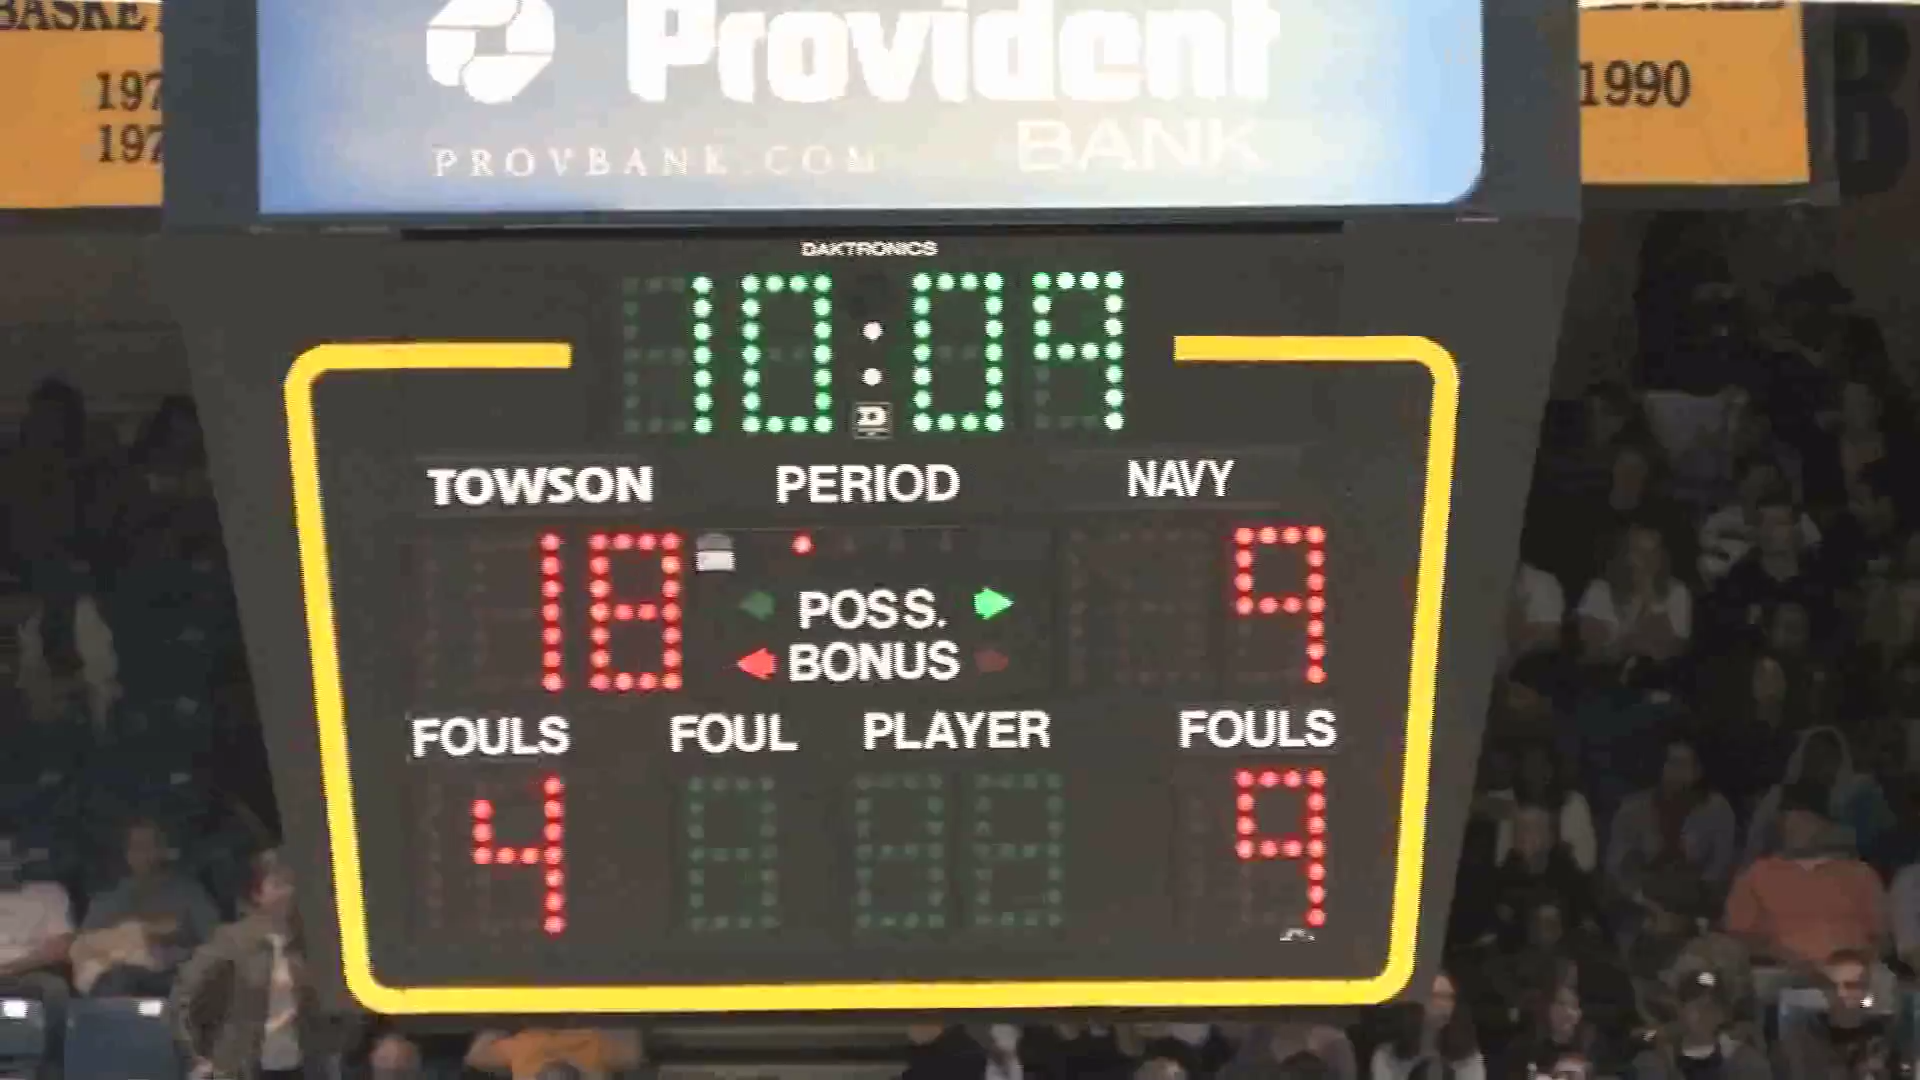 Provident
BANK
PROVBANK.COM
197
197
1990
DAKTRONICS
10:09
D
TOWSON PERIOD NAVY
18 9
POSS.
BONUS
FOULS FOUL PLAYER FOULS
4 9